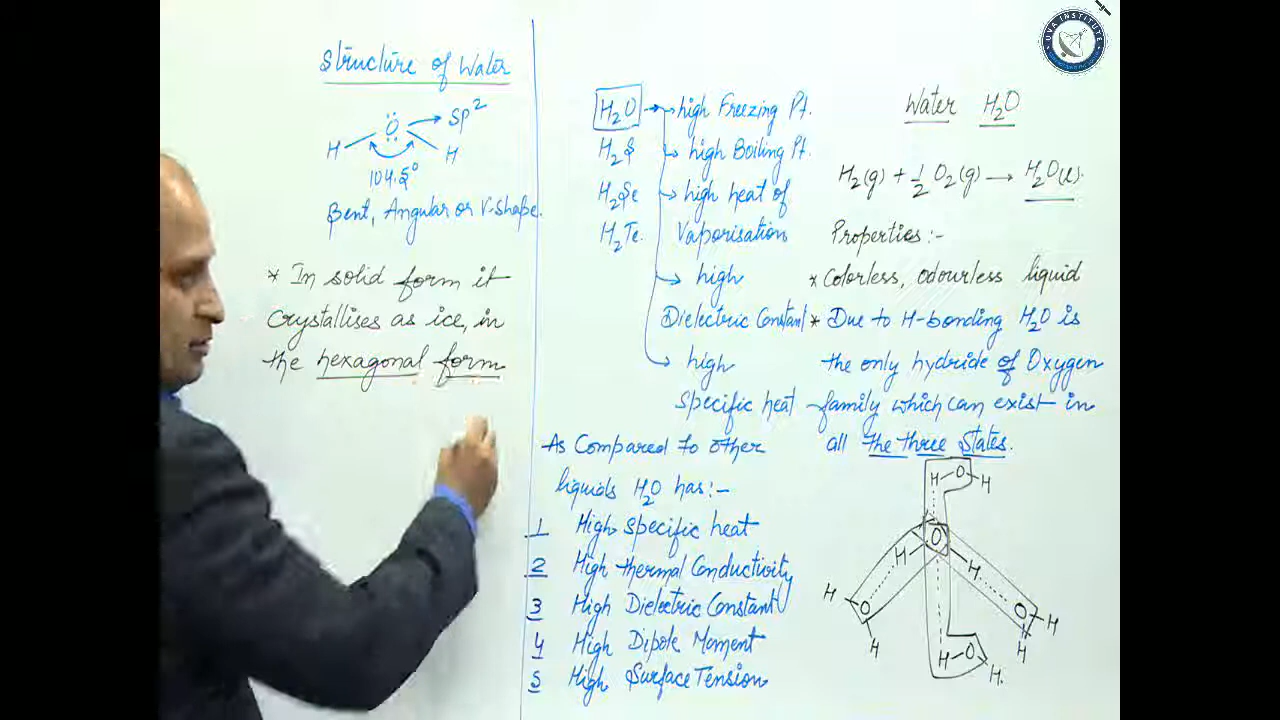 UVA INSTITUTE
Structure of Water
Ö → Sp²
H H
104.5°
Bent, Angular or V-shape.
* In solid form it
crystallises as ice, in
the hexagonal form
H₂O → high Freezing Pt.
H₂S → high Boiling Pt.
H₂Se → high heat of
H₂Te. Vaporisation
→ high
Dielectric Constant
→ high
specific heat
As Compared to other
liquids H₂O has:-
1 High specific heat
2 High thermal Conductivity
3 High Dielectric Constant
4 High Dipole Moment
5 High Surface Tension
Water H₂O
H₂(g) + 1/2 O₂(g) → H₂O(l).
Properties:-
* Colorless, odourless liquid
* Due to H-bonding H₂O is
the only hydride of Oxygen
family which can exist in
all the three states.
H-O-H
O
H H
H O O H
H H
H-O
H.